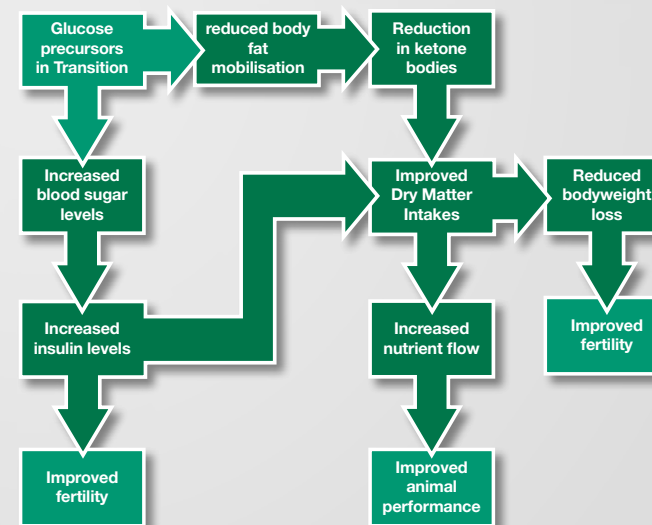 Glucose
precursors
in Transition
reduced body
fat
mobilisation
Reduction
in ketone
bodies
Increased
blood sugar
levels
Improved
Dry Matter
Intakes
Reduced
bodyweight
loss
Increased
insulin levels
Increased
nutrient flow
Improved
fertility
Improved
fertility
Improved
animal
performance